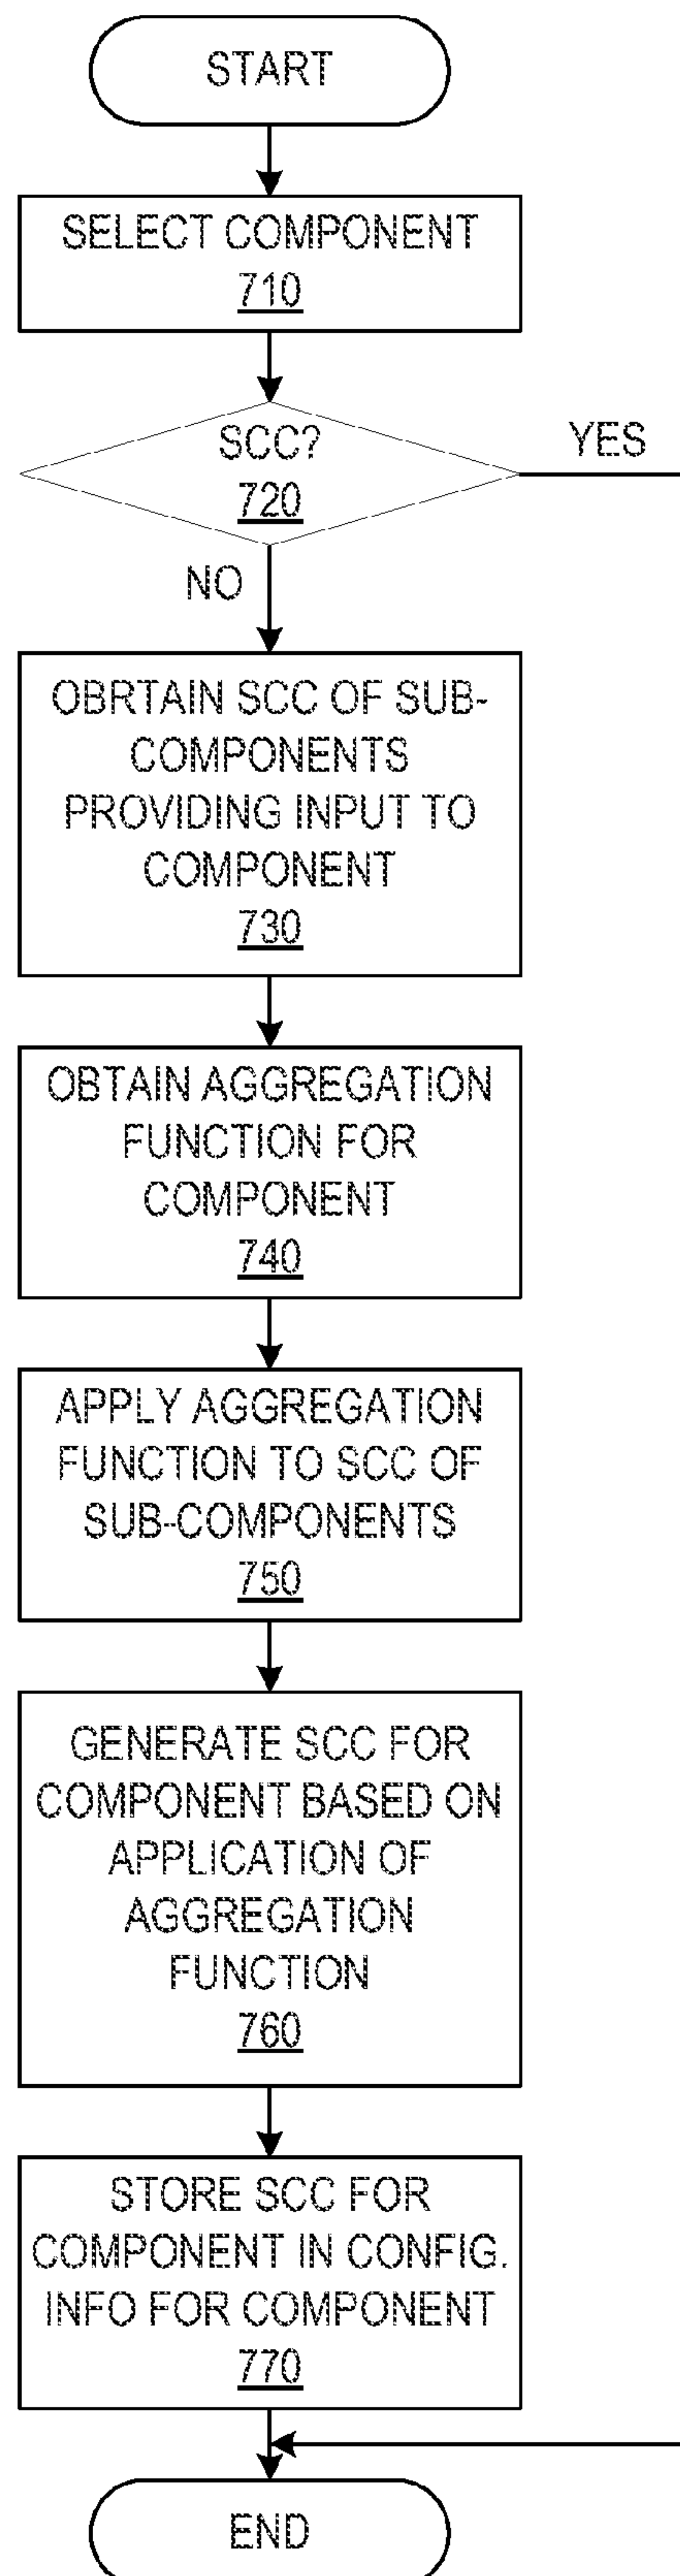 START
SELECT COMPONENT
710
SCC?
720
YES
NO
OBRTAIN SCC OF SUB-
COMPONENTS
PROVIDING INPUT TO
COMPONENT
730
OBTAIN AGGREGATION
FUNCTION FOR
COMPONENT
740
APPLY AGGREGATION
FUNCTION TO SCC OF
SUB-COMPONENTS
750
GENERATE SCC FOR
COMPONENT BASED ON
APPLICATION OF
AGGREGATION
FUNCTION
760
STORE SCC FOR
COMPONENT IN CONFIG.
INFO FOR COMPONENT
770
END